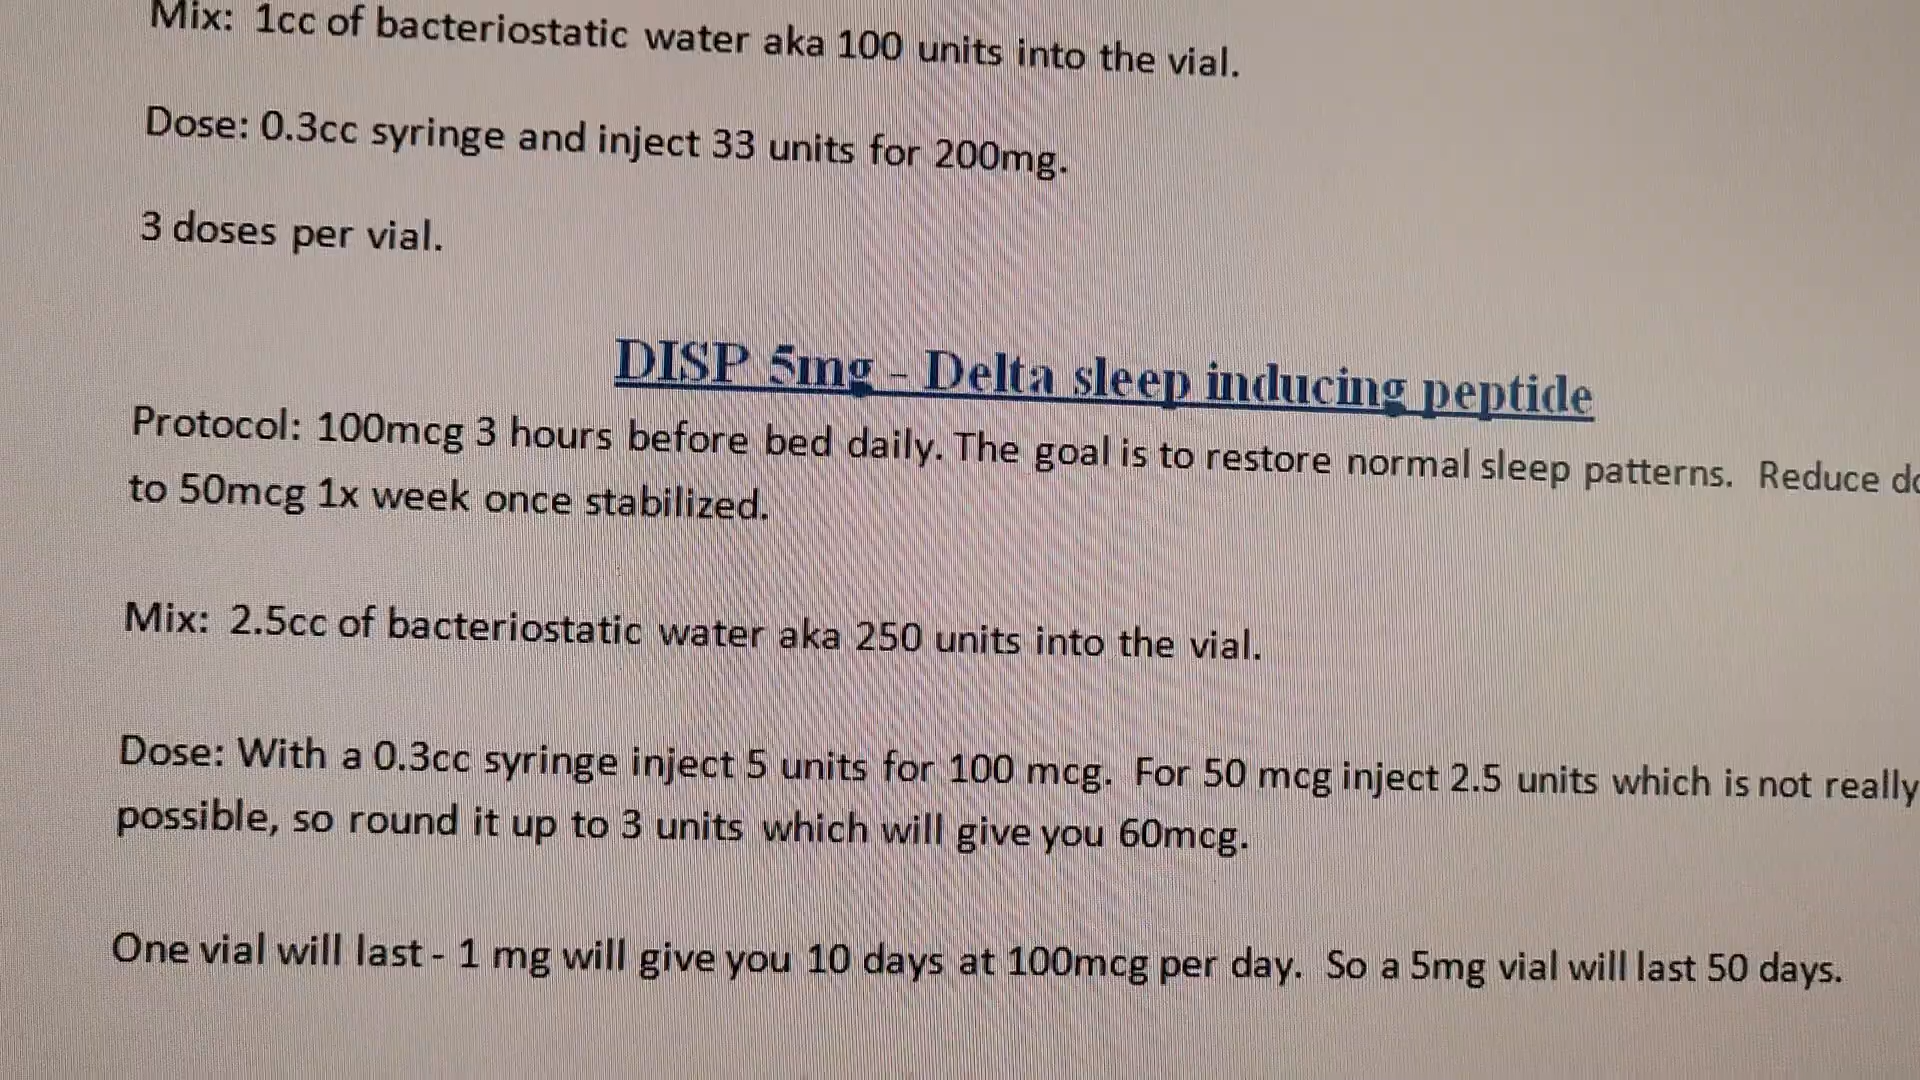 Mix: 1cc of bacteriostatic water aka 100 units into the vial.
Dose: 0.3cc syringe and inject 33 units for 200mg.
3 doses per vial.
DISP 5mg - Delta sleep inducing peptide
Protocol: 100mcg 3 hours before bed daily. The goal is to restore normal sleep patterns. Reduce
to 50mcg 1x week once stabilized.
Mix: 2.5cc of bacteriostatic water aka 250 units into the vial.
Dose: With a 0.3cc syringe inject 5 units for 100 mcg. For 50 mcg inject 2.5 units which is not really
possible, so round it up to 3 units which will give you 60mcg.
One vial will last - 1 mg will give you 10 days at 100mcg per day. So a 5mg vial will last 50 days.